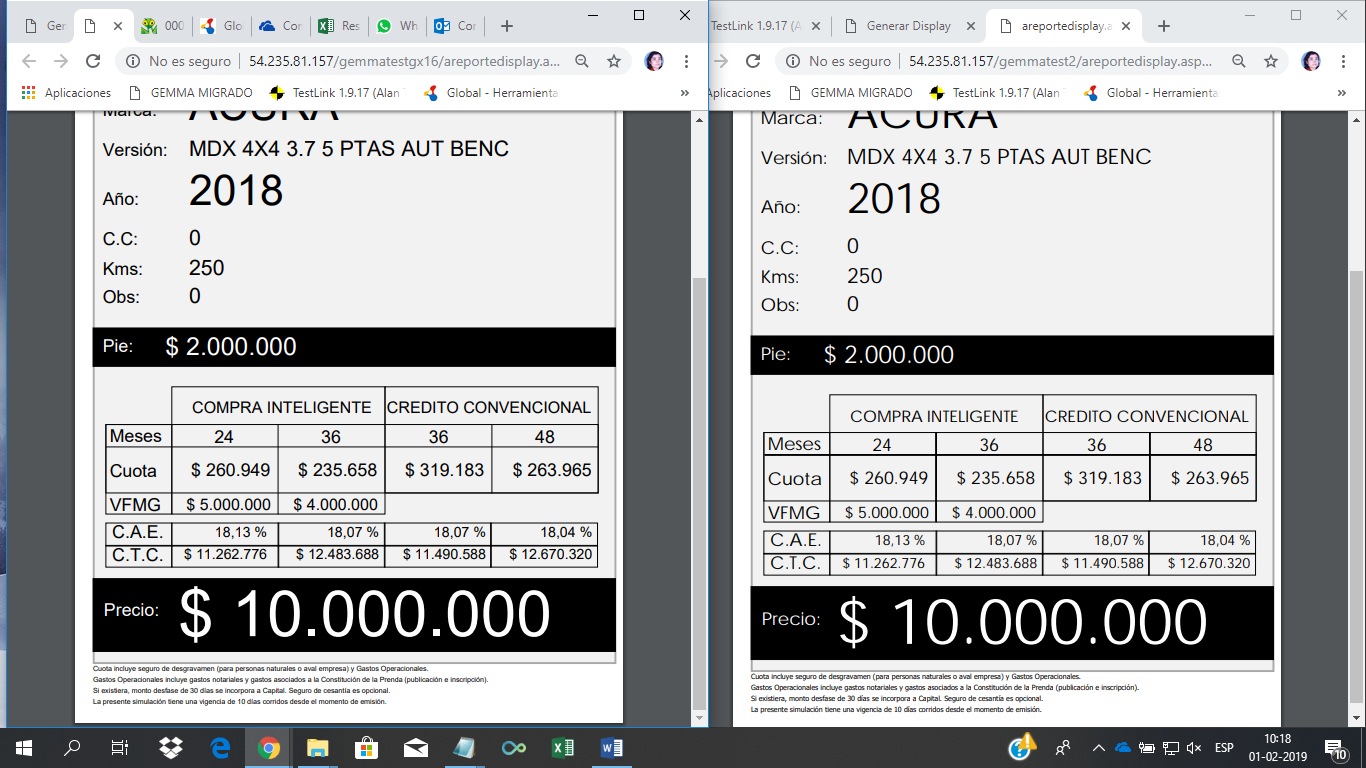 Ger
000
Glo
Cor
Res
Wh
Cor
No es seguro | 54.235.81.157/gemmatestgx16/areportedisplay.a...
Aplicaciones GEMMA MIGRADO TestLink 1.9.17 (Alan Global - Herramienta »
Marca: ACURA
Versión: MDX 4X4 3.7 5 PTAS AUT BENC
Año: 2018
C.C: 0
Kms: 250
Obs: 0
Pie: $ 2.000.000
COMPRA INTELIGENTE CREDITO CONVENCIONAL
Meses 24 36 36 48
Cuota $ 260.949 $ 235.658 $ 319.183 $ 263.965
VFMG $ 5.000.000 $ 4.000.000
C.A.E. 18,13 % 18,07 % 18,07 % 18,04 %
C.T.C. $ 11.262.776 $ 12.483.688 $ 11.490.588 $ 12.670.320
Precio: $ 10.000.000
Cuota incluye seguro de desgravamen (para personas naturales o aval empresa) y Gastos Operacionales.
Gastos Operacionales incluye gastos notariales y gastos asociados a la Constitución de la Prenda (publicación e inscripción).
Si existiera, monto desfase de 30 días se incorpora a Capital. Seguro de cesantía es opcional.
La presente simulación tiene una vigencia de 10 días corridos desde el momento de emisión.
TestLink 1.9.17 (A
Generar Display
areportedisplay.a
No es seguro | 54.235.81.157/gemmatest2/areportedisplay.asp...
Aplicaciones GEMMA MIGRADO TestLink 1.9.17 (Alan Global - Herramienta »
Marca: ACURA
Versión: MDX 4X4 3.7 5 PTAS AUT BENC
Año: 2018
C.C: 0
Kms: 250
Obs: 0
Pie: $ 2.000.000
COMPRA INTELIGENTE CREDITO CONVENCIONAL
Meses 24 36 36 48
Cuota $ 260.949 $ 235.658 $ 319.183 $ 263.965
VFMG $ 5.000.000 $ 4.000.000
C.A.E. 18,13 % 18,07 % 18,07 % 18,04 %
C.T.C. $ 11.262.776 $ 12.483.688 $ 11.490.588 $ 12.670.320
Precio: $ 10.000.000
Cuota incluye seguro de desgravamen (para personas naturales o aval empresa) y Gastos Operacionales.
Gastos Operacionales incluye gastos notariales y gastos asociados a la Constitución de la Prenda (publicación e inscripción).
Si existiera, monto desfase de 30 días se incorpora a Capital. Seguro de cesantía es opcional.
La presente simulación tiene una vigencia de 10 días corridos desde el momento de emisión.
ESP
10:18
01-02-2019
10